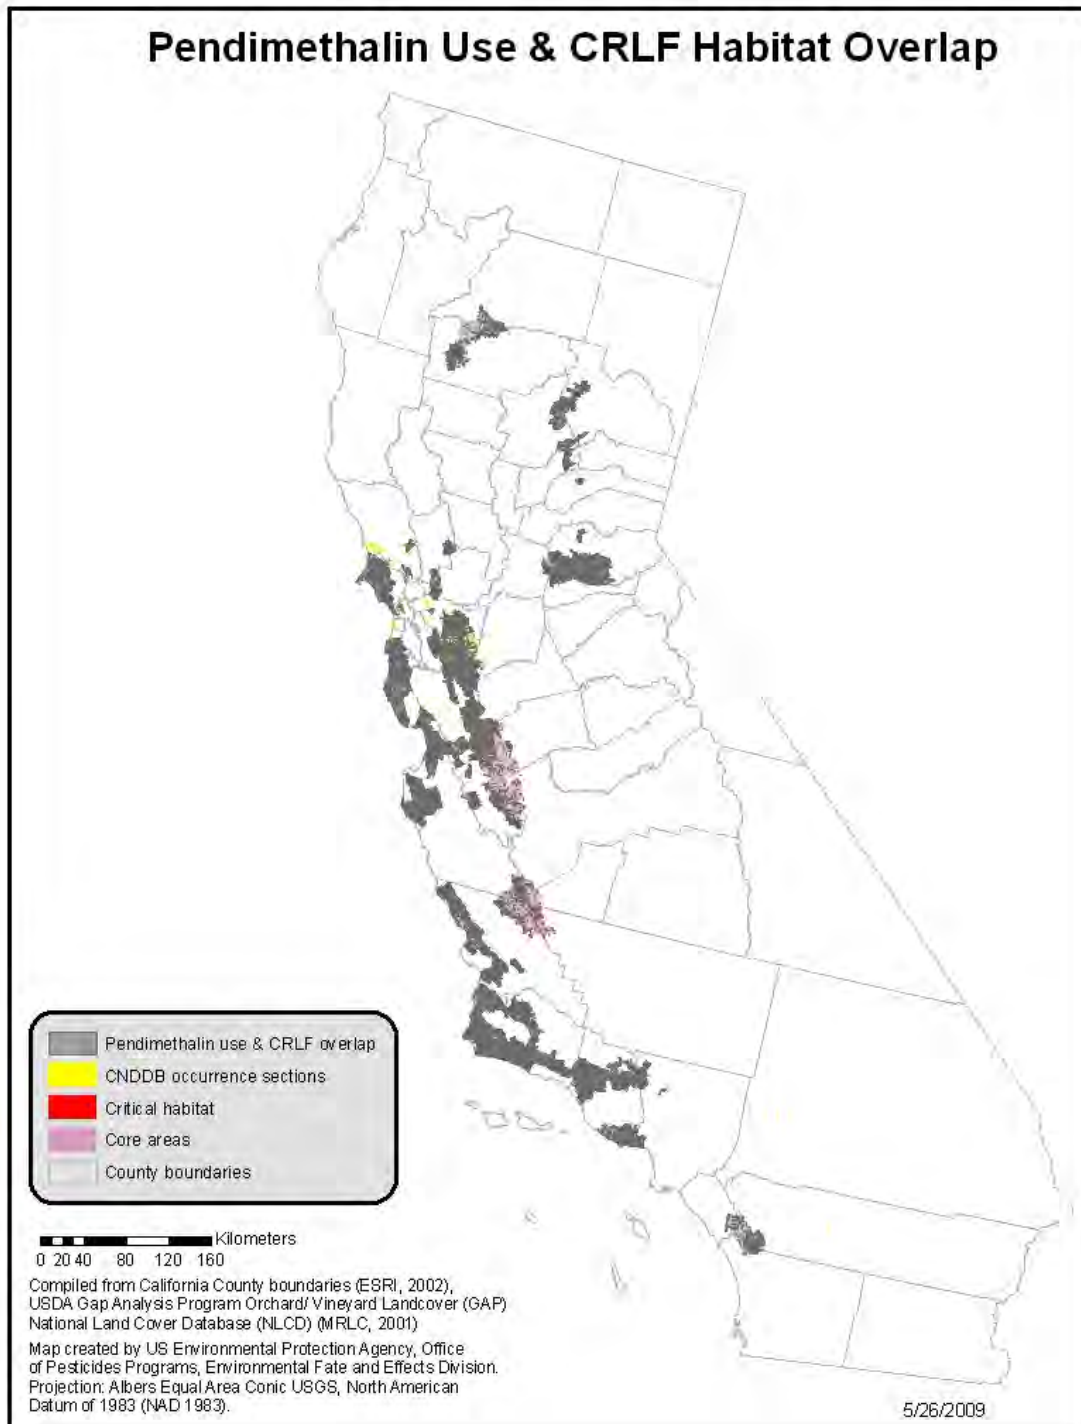 Pendimethalin Use & CRLF Habitat Overlap
Pendimethalin use & CRLF overlap
CNDDB occurrence sections
Critical habitat
Core areas
County boundaries
Kilometers
0 20 40 80 120 160
Compiled from California County boundaries (ESRI, 2002),
USDA Gap Analysis Program Orchard/ Vineyard Landcover (GAP)
National Land Cover Database (NLCD) (MRLC, 2001)
Map created by US Environmental Protection Agency, Office
of Pesticides Programs, Environmental Fate and Effects Division.
Projection: Albers Equal Area Conic USGS, North American
Datum of 1983 (NAD 1983).
5/26/2009